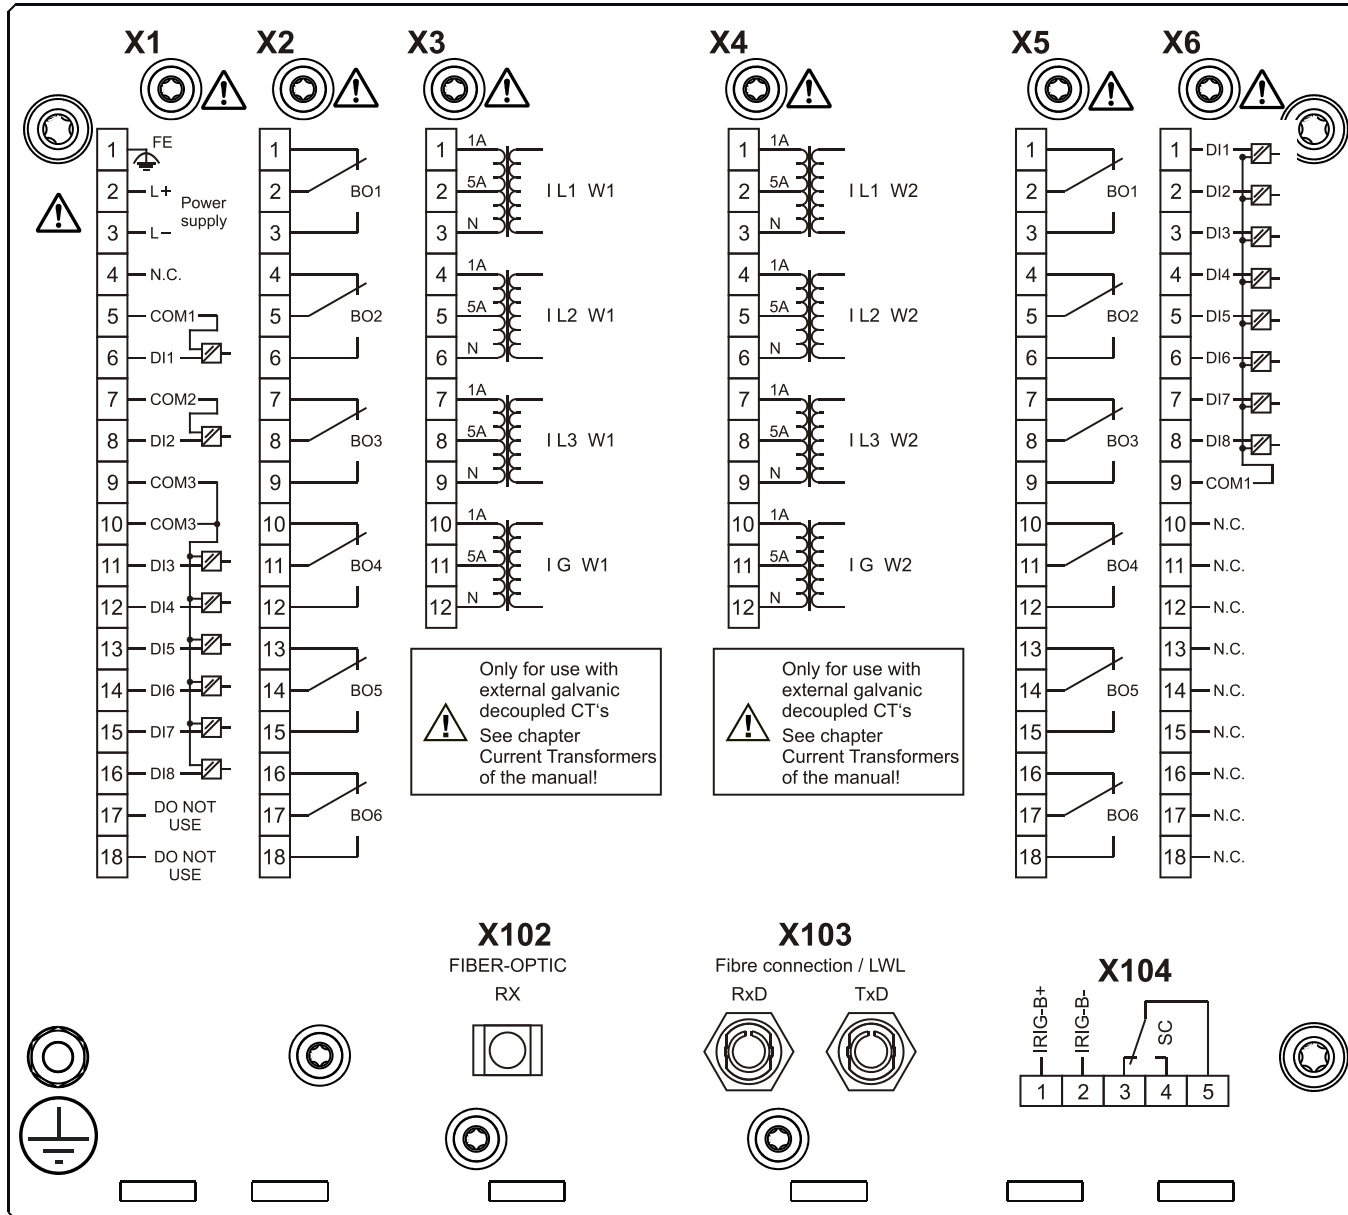 X1 X2 X3 X4 X5 X6
1 FE
2 L+
Power
supply
3 L-
4 N.C.
5 COM1
6 DI1
7 COM2
8 DI2
9 COM3
10 COM3
11 DI3
12 DI4
13 DI5
14 DI6
15 DI7
16 DI8
17 DO NOT
USE
18 DO NOT
USE
1
2 BO1
3
4
5 BO2
6
7
8 BO3
9
10
11 BO4
12
13
14 BO5
15
16
17 BO6
18
1 1A
2 5A I L1 W1
3 N
4 1A
5 5A I L2 W1
6 N
7 1A
8 5A I L3 W1
9 N
10 1A
11 5A I G W1
12 N
Only for use with
external galvanic
decoupled CT's
See chapter
Current Transformers
of the manual!
1 1A
2 5A I L1 W2
3 N
4 1A
5 5A I L2 W2
6 N
7 1A
8 5A I L3 W2
9 N
10 1A
11 5A I G W2
12 N
Only for use with
external galvanic
decoupled CT's
See chapter
Current Transformers
of the manual!
1
2 BO1
3
4
5 BO2
6
7
8 BO3
9
10
11 BO4
12
13
14 BO5
15
16
17 BO6
18
1 DI1
2 DI2
3 DI3
4 DI4
5 DI5
6 DI6
7 DI7
8 DI8
9 COM1
10 N.C.
11 N.C.
12 N.C.
13 N.C.
14 N.C.
15 N.C.
16 N.C.
17 N.C.
18 N.C.
X102
FIBER-OPTIC
RX
X103
Fibre connection / LWL
RxD TxD
X104
IRIG-B+
IRIG-B-
SC
1 2 3 4 5